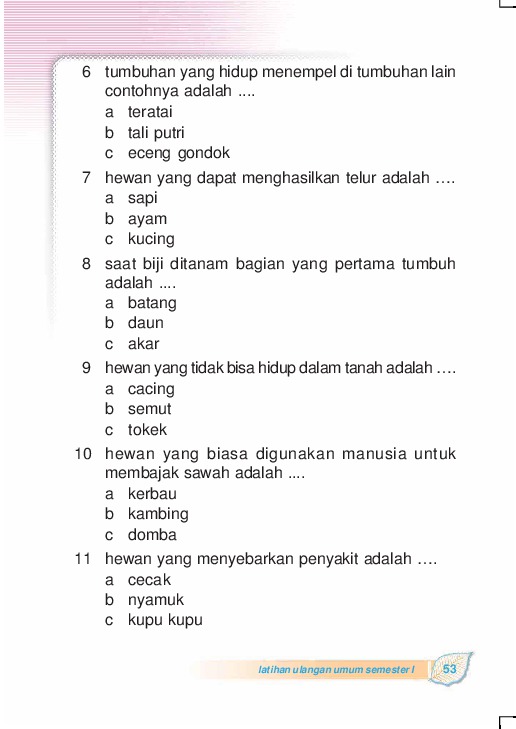 6 tumbuhan yang hidup menempel di tumbuhan lain
contohnya adalah ....
a teratai
b tali putri
c eceng gondok
7 hewan yang dapat menghasilkan telur adalah ....
a sapi
b ayam
c kucing
8 saat biji ditanam bagian yang pertama tumbuh
adalah ....
a batang
b daun
c akar
9 hewan yang tidak bisa hidup dalam tanah adalah ....
a cacing
b semut
c tokek
10 hewan yang biasa digunakan manusia untuk
membajak sawah adalah ....
a kerbau
b kambing
c domba
11 hewan yang menyebarkan penyakit adalah ....
a cecak
b nyamuk
c kupu kupu
latihan ulangan umum semester I 53